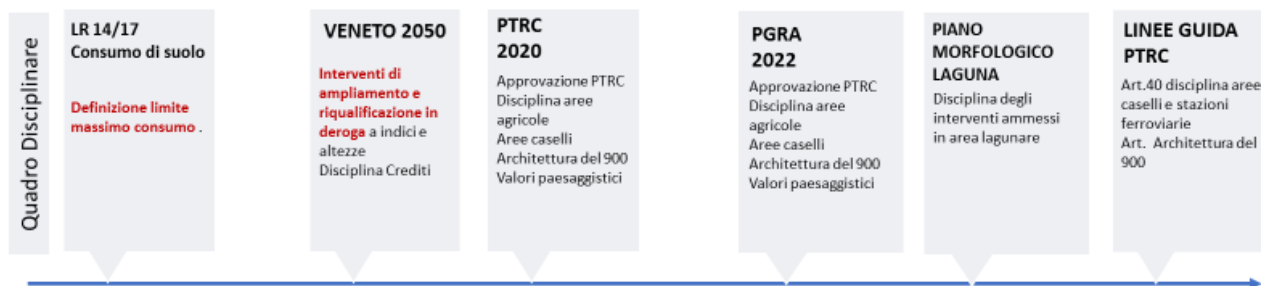 Quadro Disciplinare
LR 14/17
Consumo di suolo
Definizione limite
massimo consumo .
VENETO 2050
Interventi di
ampliamento e
riqualificazione in
deroga a indici e
altezze
Disciplina Crediti
PTRC
2020
Approvazione PTRC
Disciplina aree
agricole
Aree caselli
Architettura del 900
Valori paesaggistici
PGRA
2022
Approvazione PTRC
Disciplina aree
agricole
Aree caselli
Architettura del 900
Valori paesaggistici
PIANO
MORFOLOGICO
LAGUNA
Disciplina degli
interventi ammessi
in area lagunare
LINEE GUIDA
PTRC
Art.40 disciplina aree
caselli e stazioni
ferroviarie
Art. Architettura del
900